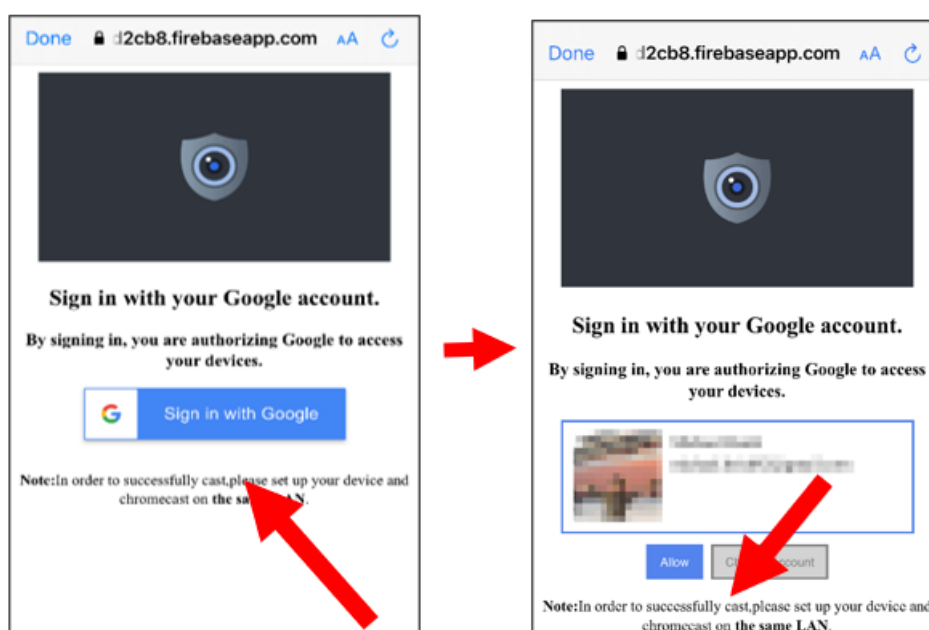 Done d2cb8.firebaseapp.com AA
Sign in with your Google account.
By signing in, you are authorizing Google to access
your devices.
G Sign in with Google
Note:In order to successfully cast,please set up your device and
chromecast on the same LAN.
Done d2cb8.firebaseapp.com AA
Sign in with your Google account.
By signing in, you are authorizing Google to access
your devices.
Allow
Note:In order to successfully cast,please set up your device and
chromecast on the same LAN.